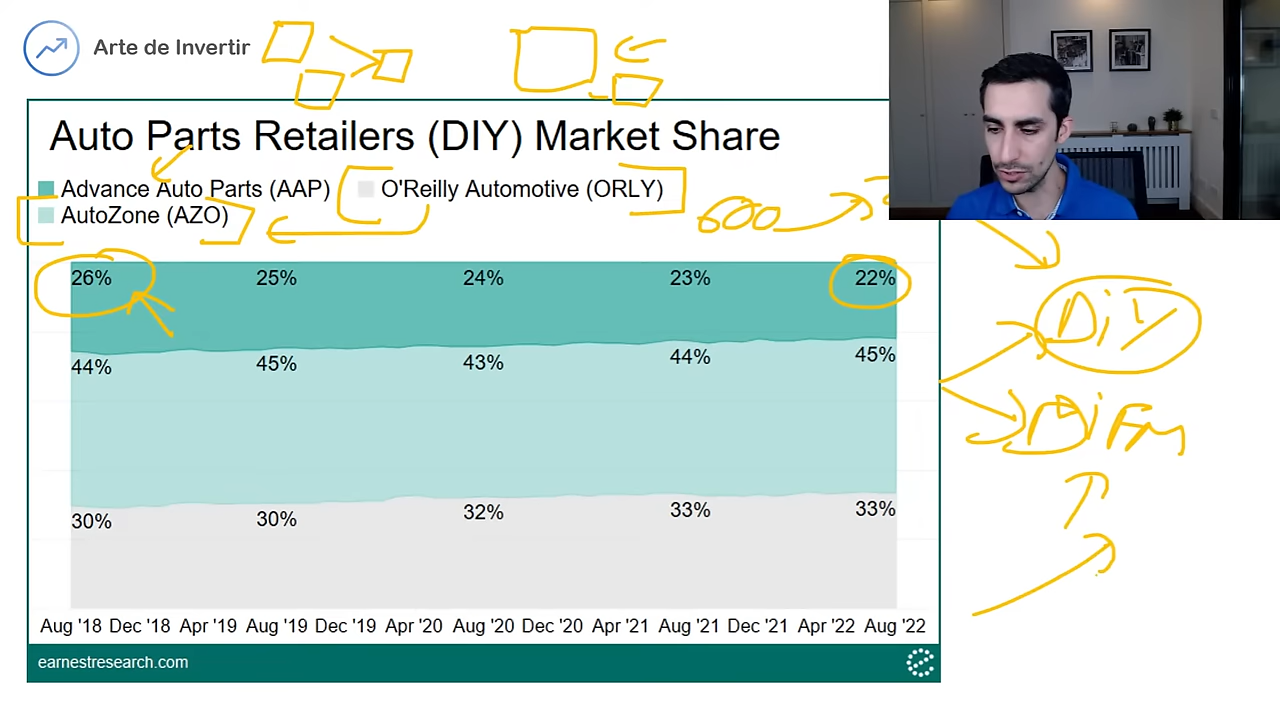 Arte de Invertir
Auto Parts Retailers (DIY) Market Share
Advance Auto Parts (AAP) O'Reilly Automotive (ORLY)
AutoZone (AZO)
600
26% 25% 24% 23% 22%
DiY
44% 45% 43% 44% 45%
DiFM
30% 30% 32% 33% 33%
Aug '18 Dec '18 Apr '19 Aug '19 Dec '19 Apr '20 Aug '20 Dec '20 Apr '21 Aug '21 Dec '21 Apr '22 Aug '22
earnestresearch.com